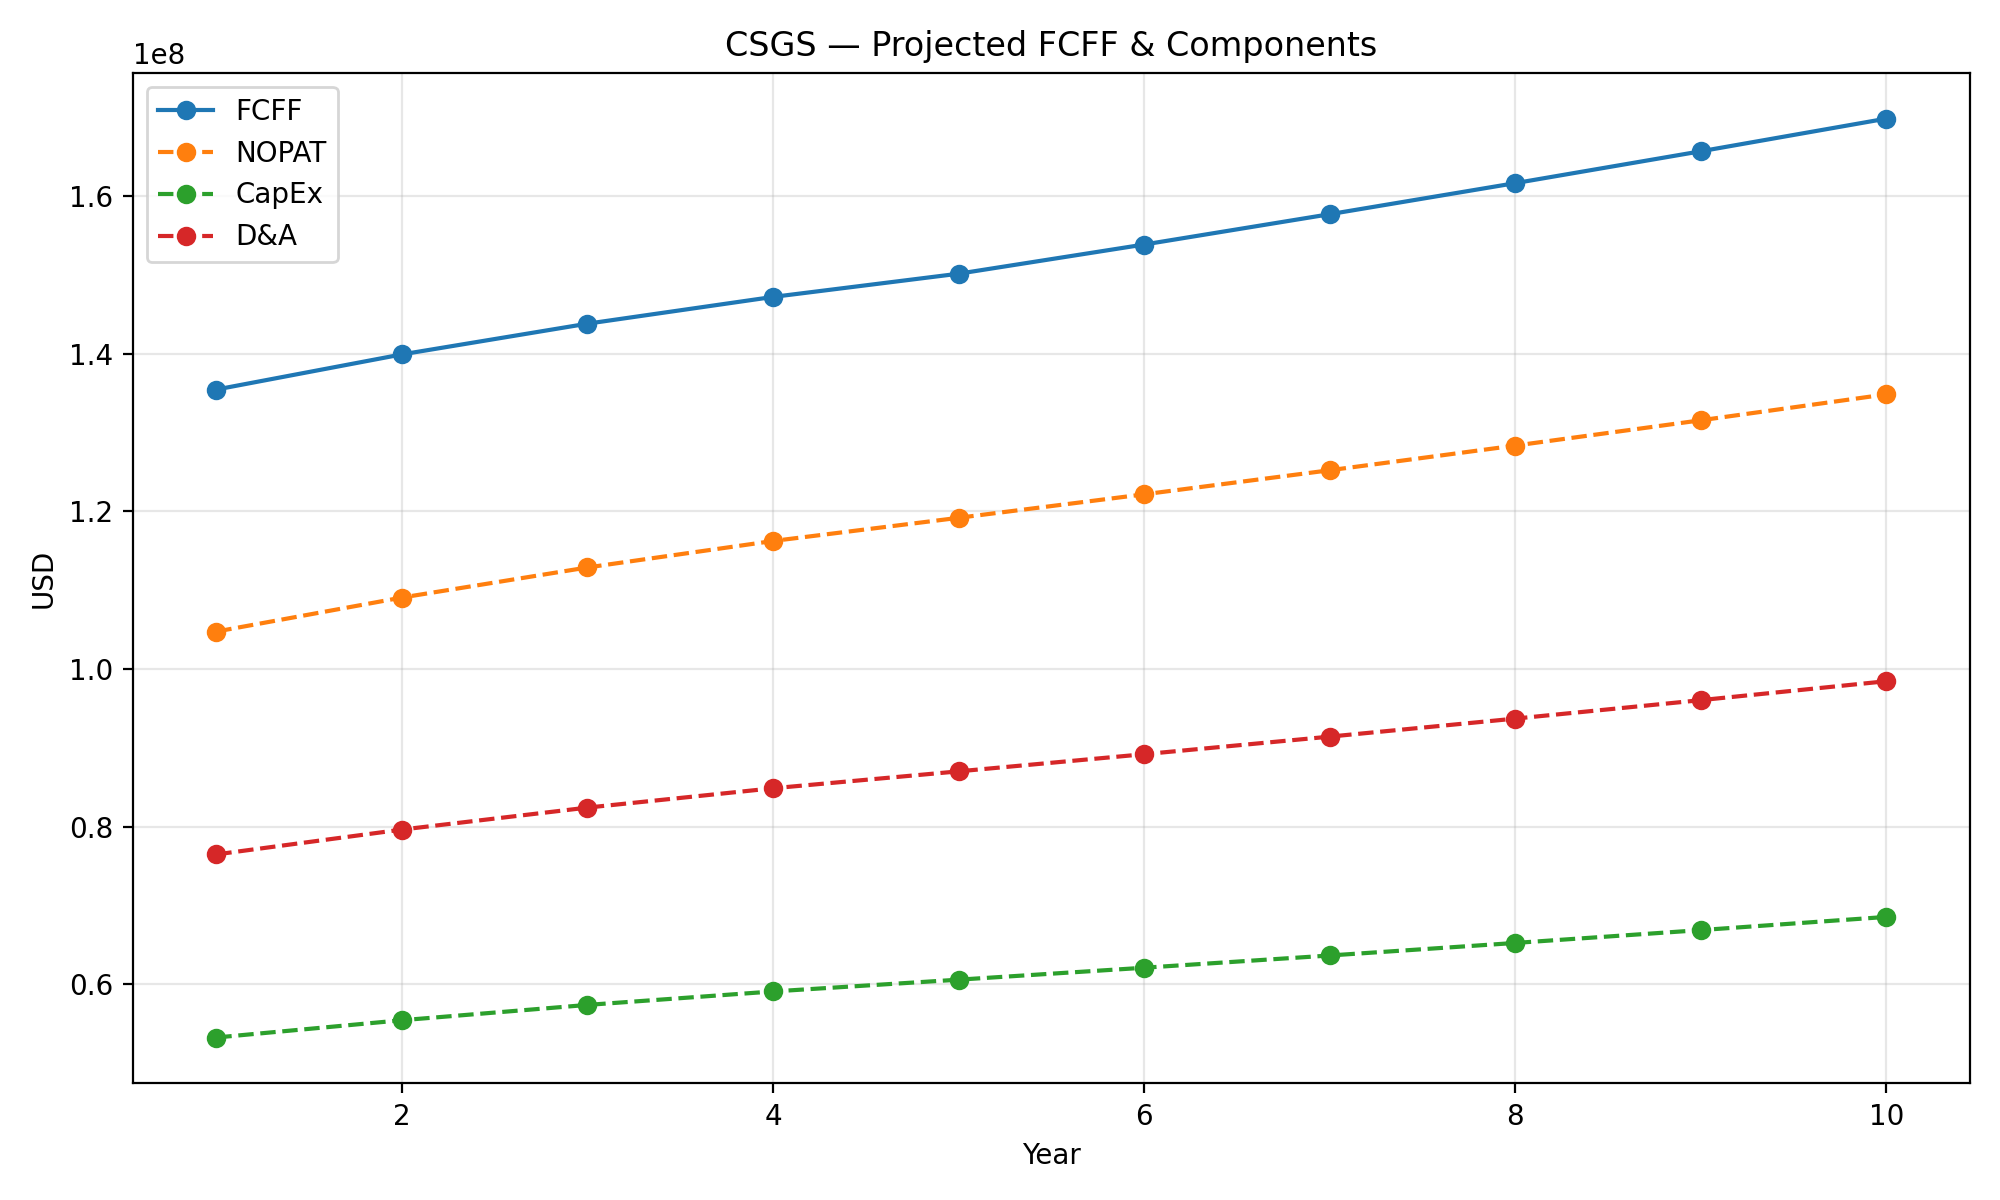 CSGS — Projected FCFF & Components
1e8
FCFF
NOPAT
CapEx
D&A
1.6
1.4
1.2
1.0
0.8
0.6
USD
2 4 6 8 10
Year